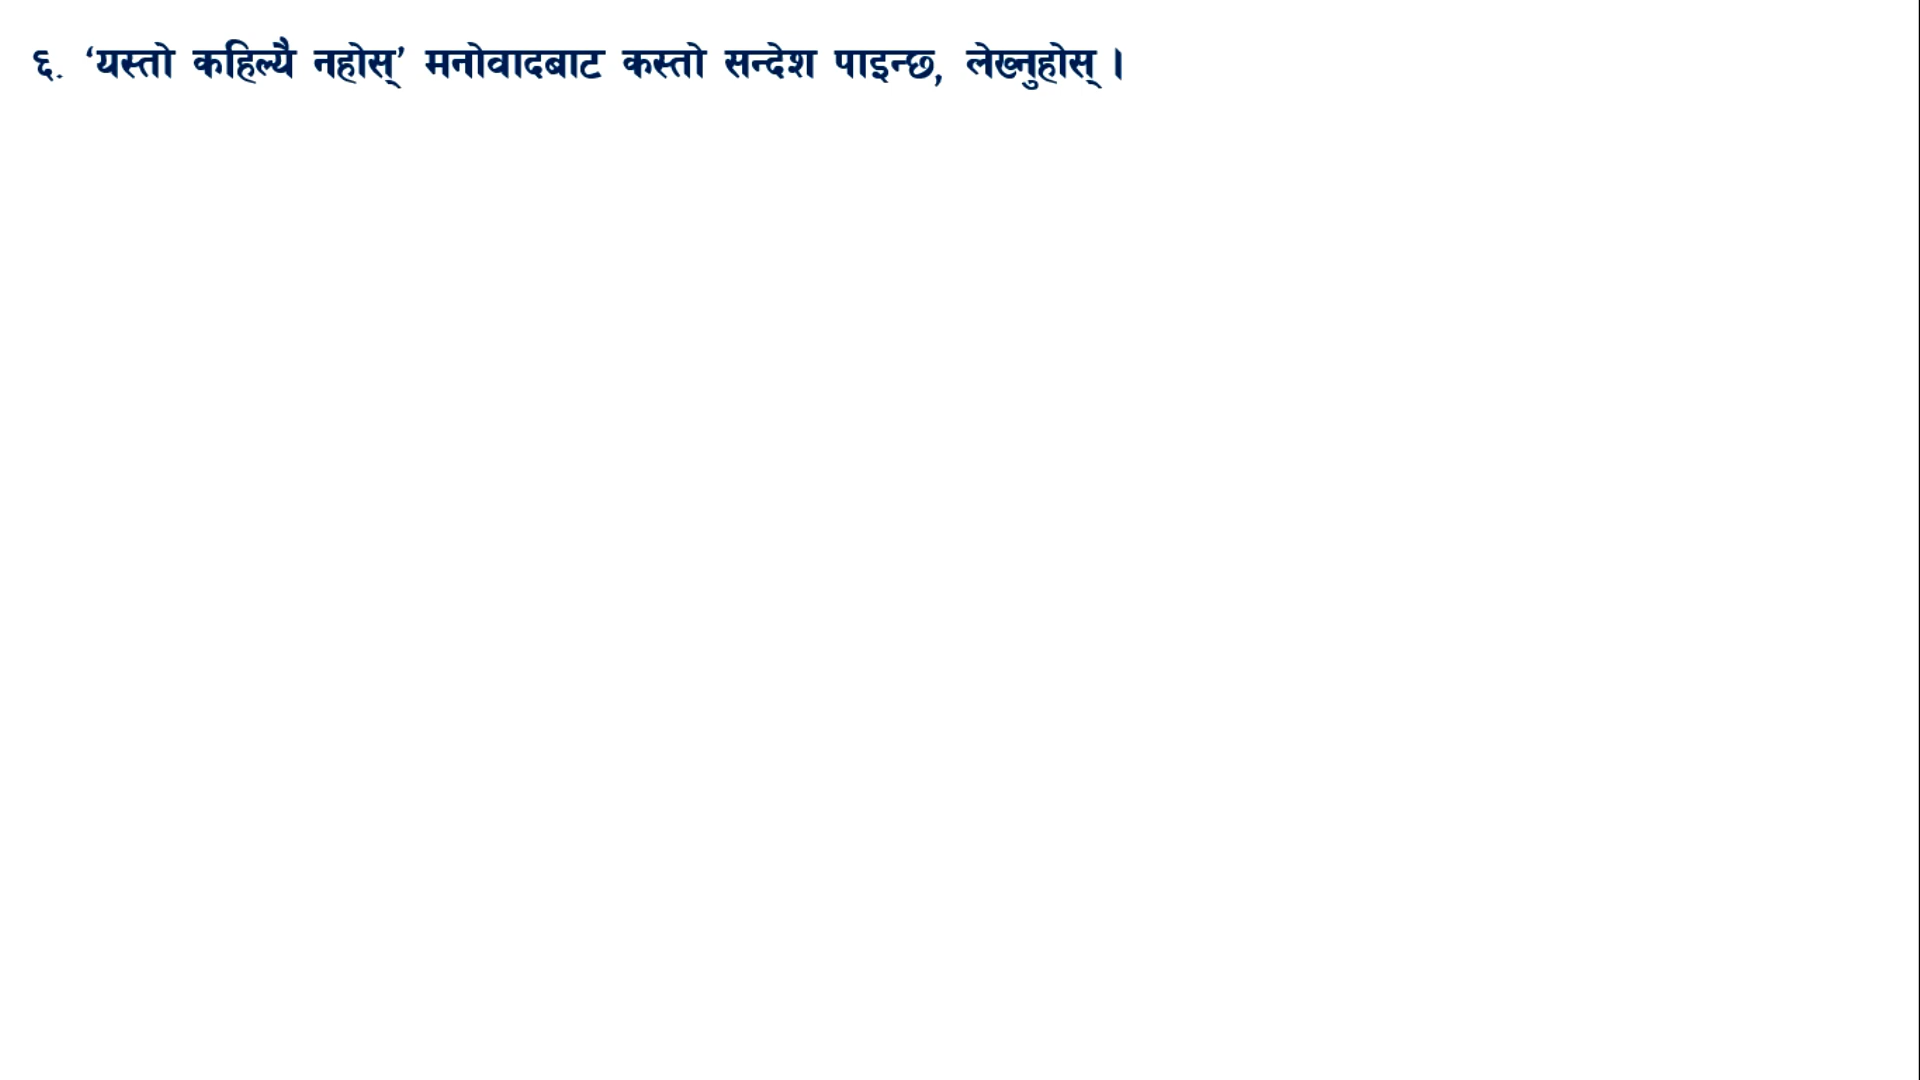 ६. ‘यस्तो कहिल्यै नहोस्’ मनोवादबाट कस्तो सन्देश पाइन्छ, लेख्नुहोस् ।